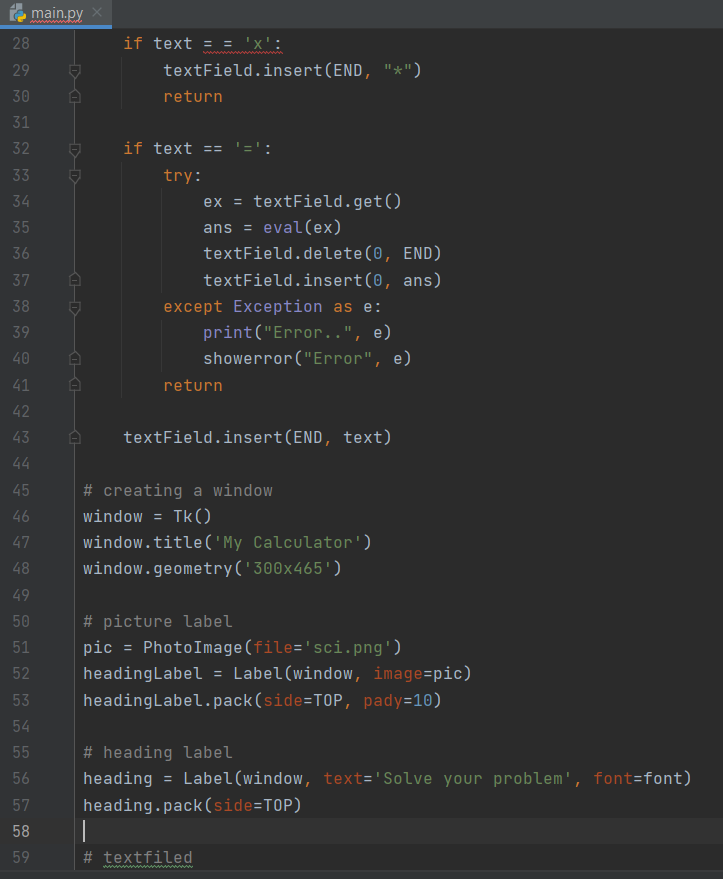 main.py
28 if text = = 'x':
29 textField.insert(END, "*")
30 return
31
32 if text == '=':
33 try:
34 ex = textField.get()
35 ans = eval(ex)
36 textField.delete(0, END)
37 textField.insert(0, ans)
38 except Exception as e:
39 print("Error..", e)
40 showerror("Error", e)
41 return
42
43 textField.insert(END, text)
44
45 # creating a window
46 window = Tk()
47 window.title('My Calculator')
48 window.geometry('300x465')
49
50 # picture label
51 pic = PhotoImage(file='sci.png')
52 headingLabel = Label(window, image=pic)
53 headingLabel.pack(side=TOP, pady=10)
54
55 # heading label
56 heading = Label(window, text='Solve your problem', font=font)
57 heading.pack(side=TOP)
58
59 # textfiled